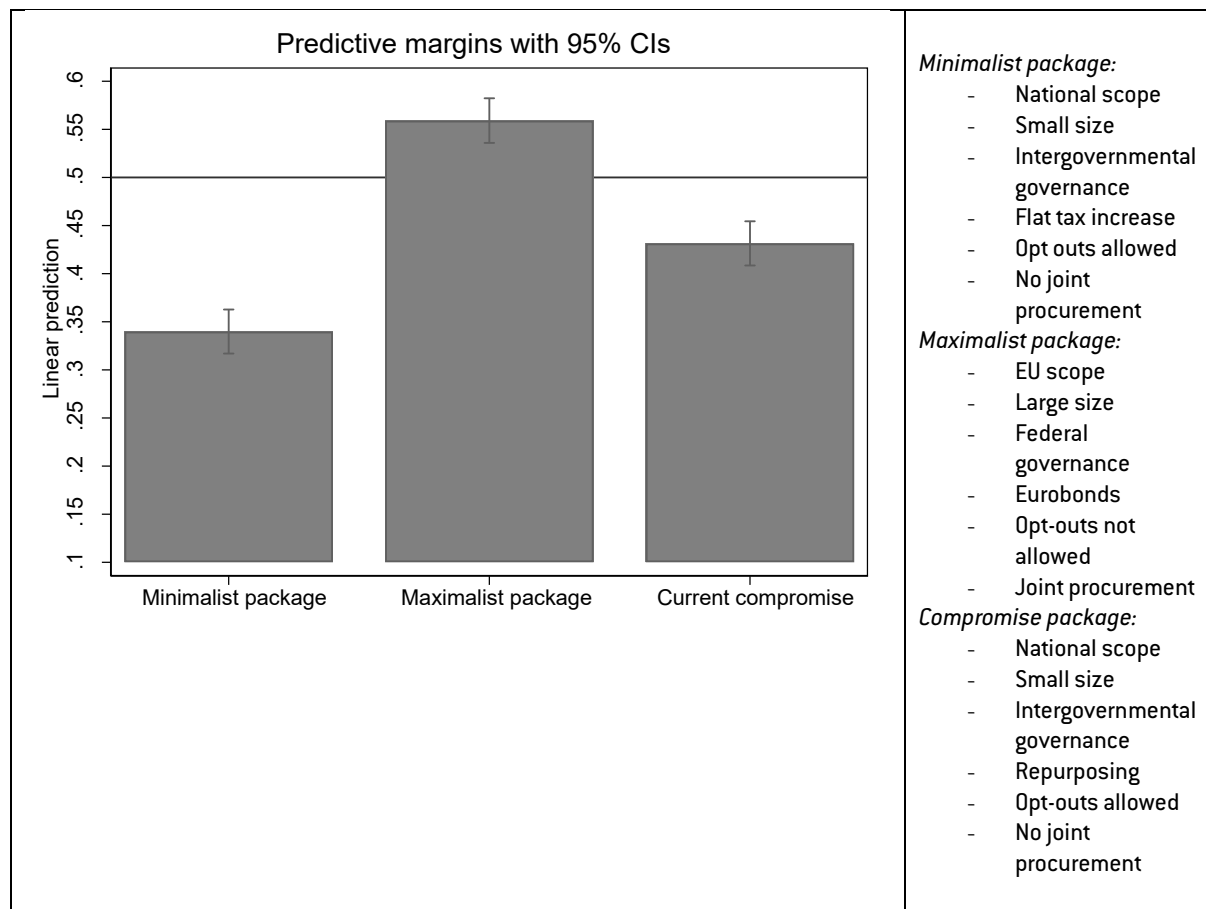 Predictive margins with 95% CIs
Linear prediction
.6
.55
.5
.45
.4
.35
.3
.25
.2
.15
.1
Minimalist package
Maximalist package
Current compromise
Minimalist package:
- National scope
- Small size
- Intergovernmental
governance
- Flat tax increase
- Opt outs allowed
- No joint
procurement
Maximalist package:
- EU scope
- Large size
- Federal
governance
- Eurobonds
- Opt-outs not
allowed
- Joint procurement
Compromise package:
- National scope
- Small size
- Intergovernmental
governance
- Repurposing
- Opt-outs allowed
- No joint
procurement